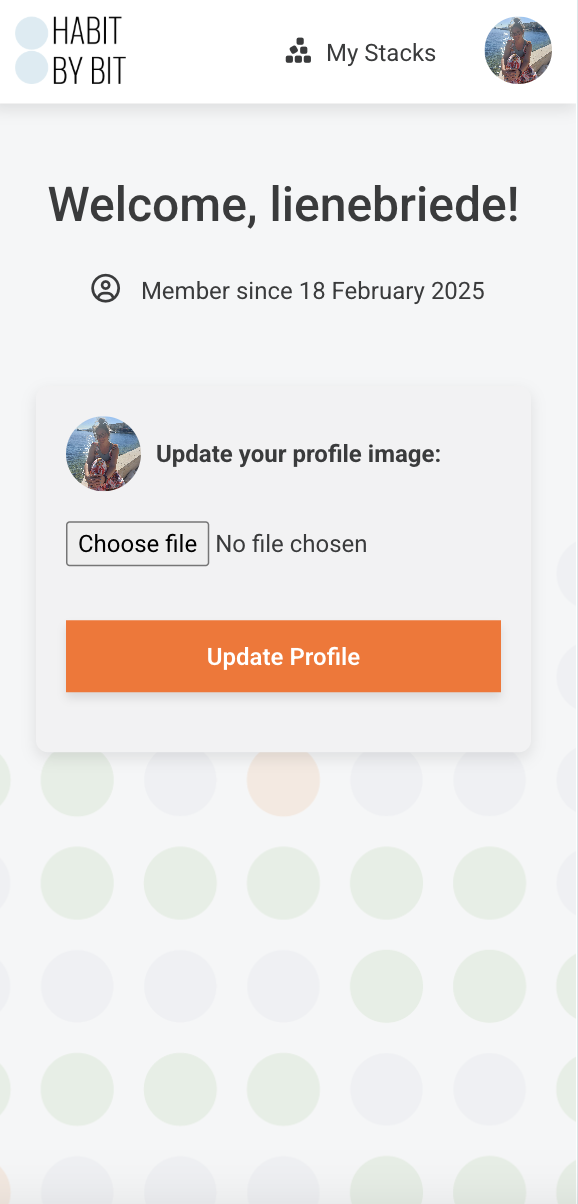 HABIT
BY BIT
My Stacks
Welcome, lienebriede!
Member since 18 February 2025
Update your profile image:
Choose file No file chosen
Update Profile